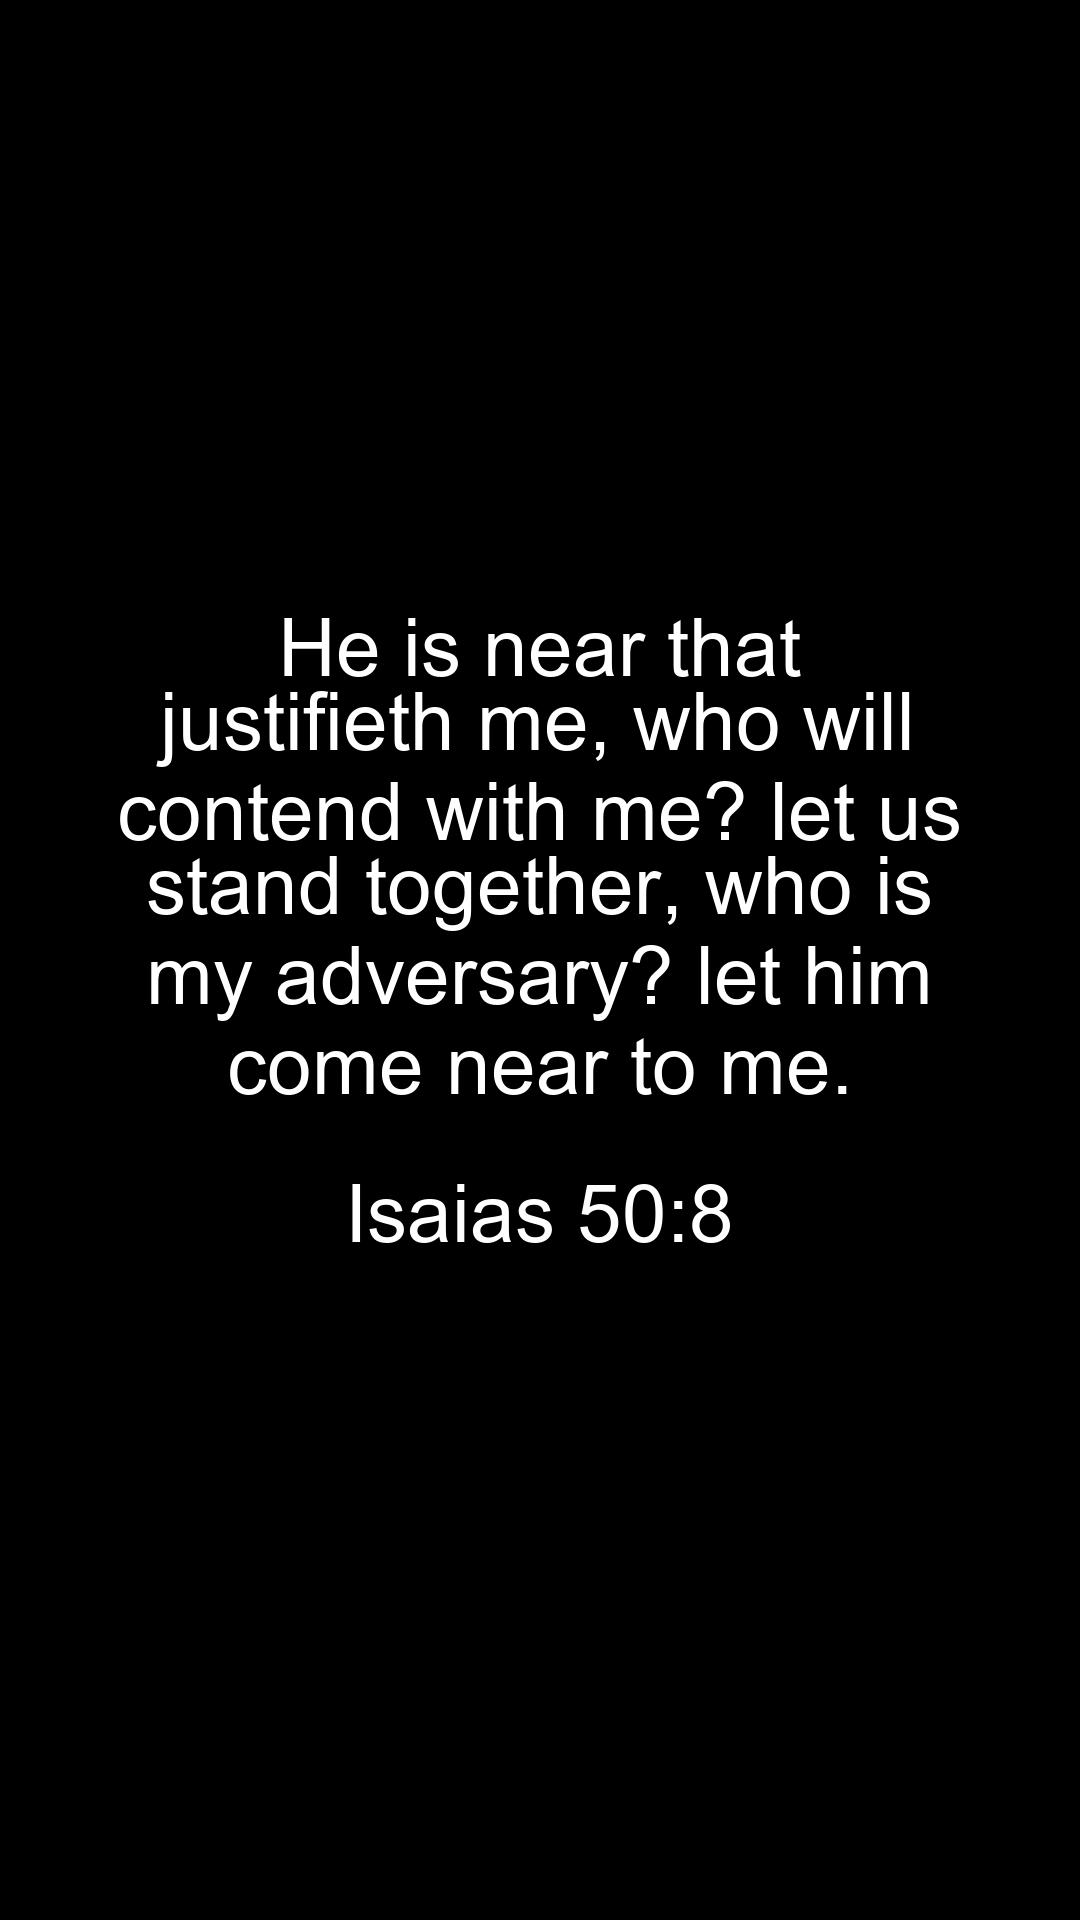 He is near that
justifieth me, who will
contend with me? let us
stand together, who is
my adversary? let him
come near to me.
Isaias 50:8